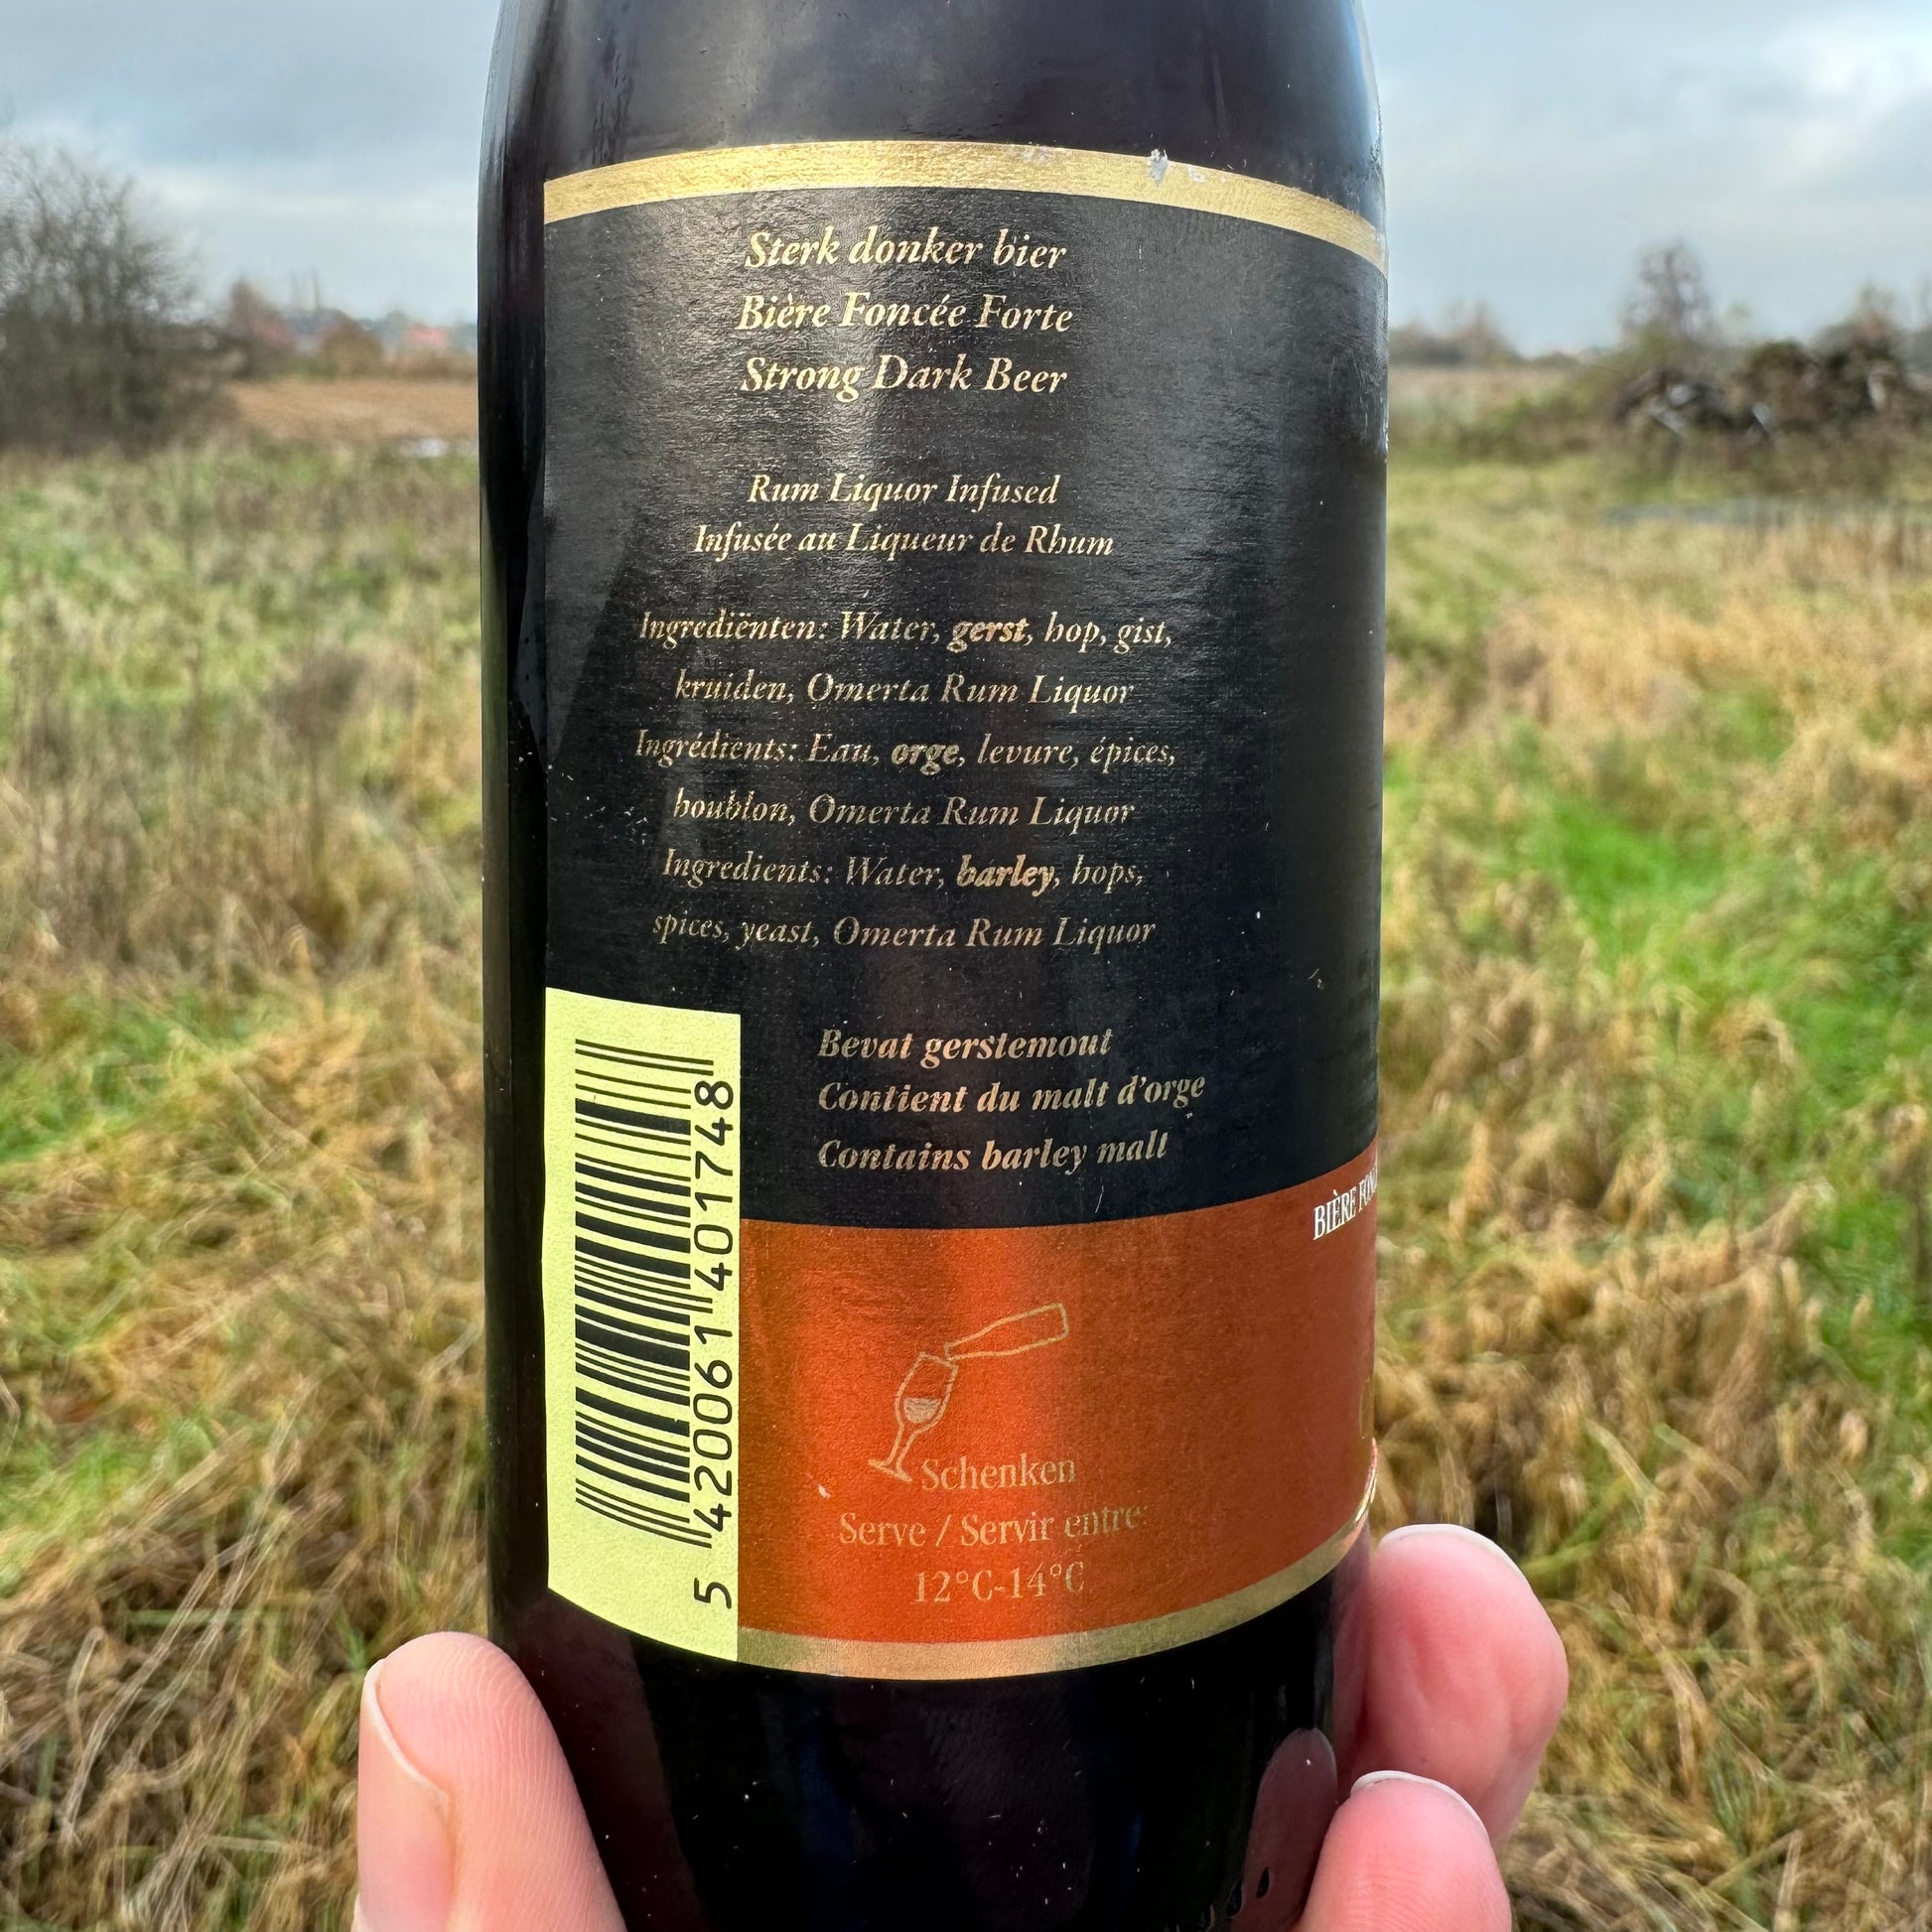 Sterk donker bier
Bière Foncée Forte
Strong Dark Beer
Rum Liquor Infused
Infusée au Liqueur de Rhum
Ingrediënten: Water, gerst, hop, gist,
kruiden, Omerta Rum Liquor
Ingrédients: Eau, orge, levure, épices,
houblon, Omerta Rum Liquor
Ingredients: Water, barley, hops,
spices, yeast, Omerta Rum Liquor
Bevat gerstemout
Contient du malt d'orge
Contains barley malt
5 420061 401748
BIÈRE
Schenken
Serve / Servir entre:
12°C-14°C